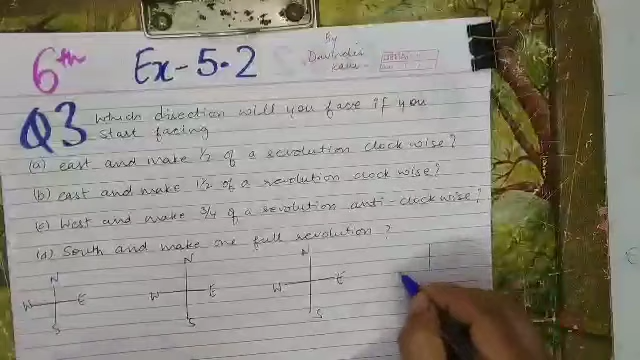 6th Ex-5.2
By
Davinder
Kaur
Q3 which direction will you face if you
start facing
(a) east and make 1/2 of a revolution clockwise?
(b) east and make 1 1/2 of a revolution clockwise?
(c) West and make 3/4 of a revolution anti-clockwise?
(d) South and make one full revolution?
N N N
W E W E W E
S S S